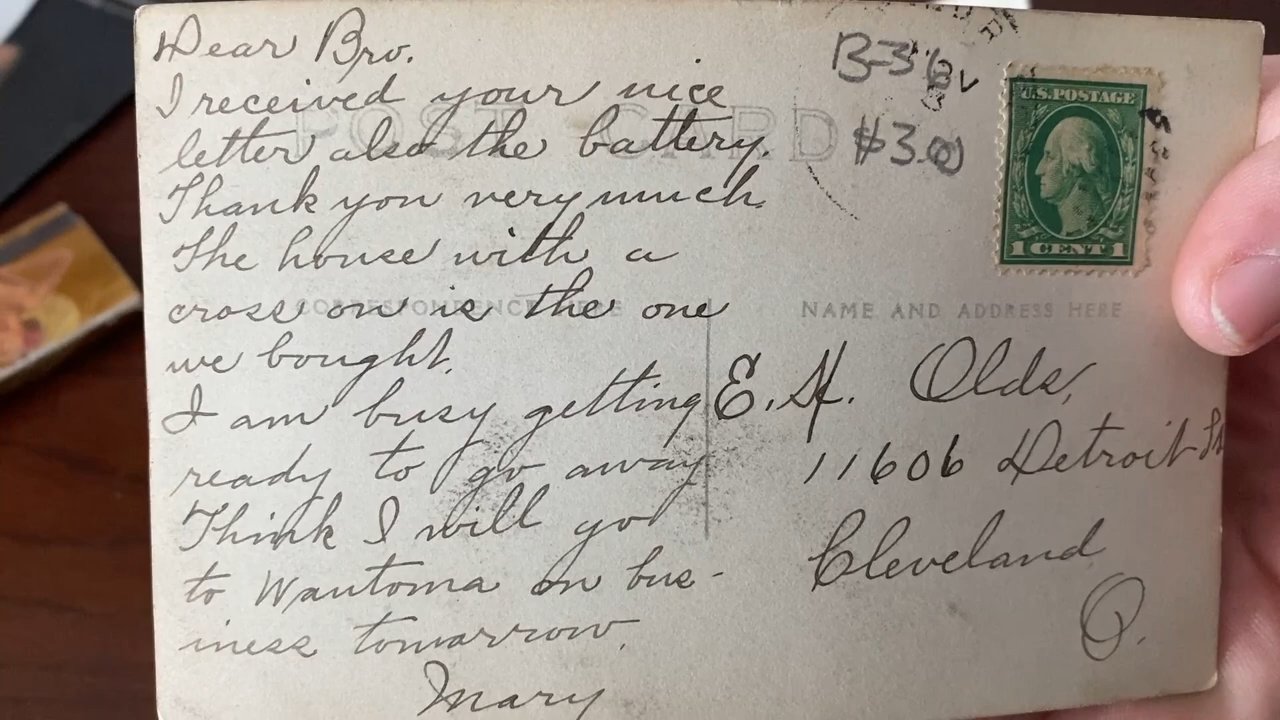 Dear Bro.
I received your nice
letter also the battery.
Thank you very much.
The house with a
cross on is the one
we bought.
I am busy getting
ready to go away
Think I will go
to Wautoma on bus-
iness tomorrow.
Mary
POST CARD
CORRESPONDENCE HERE
B-36
$3.00
U.S. POSTAGE
1 CENT 1
NAME AND ADDRESS HERE
E. H. Olds,
11606 Detroit St
Cleveland
O.